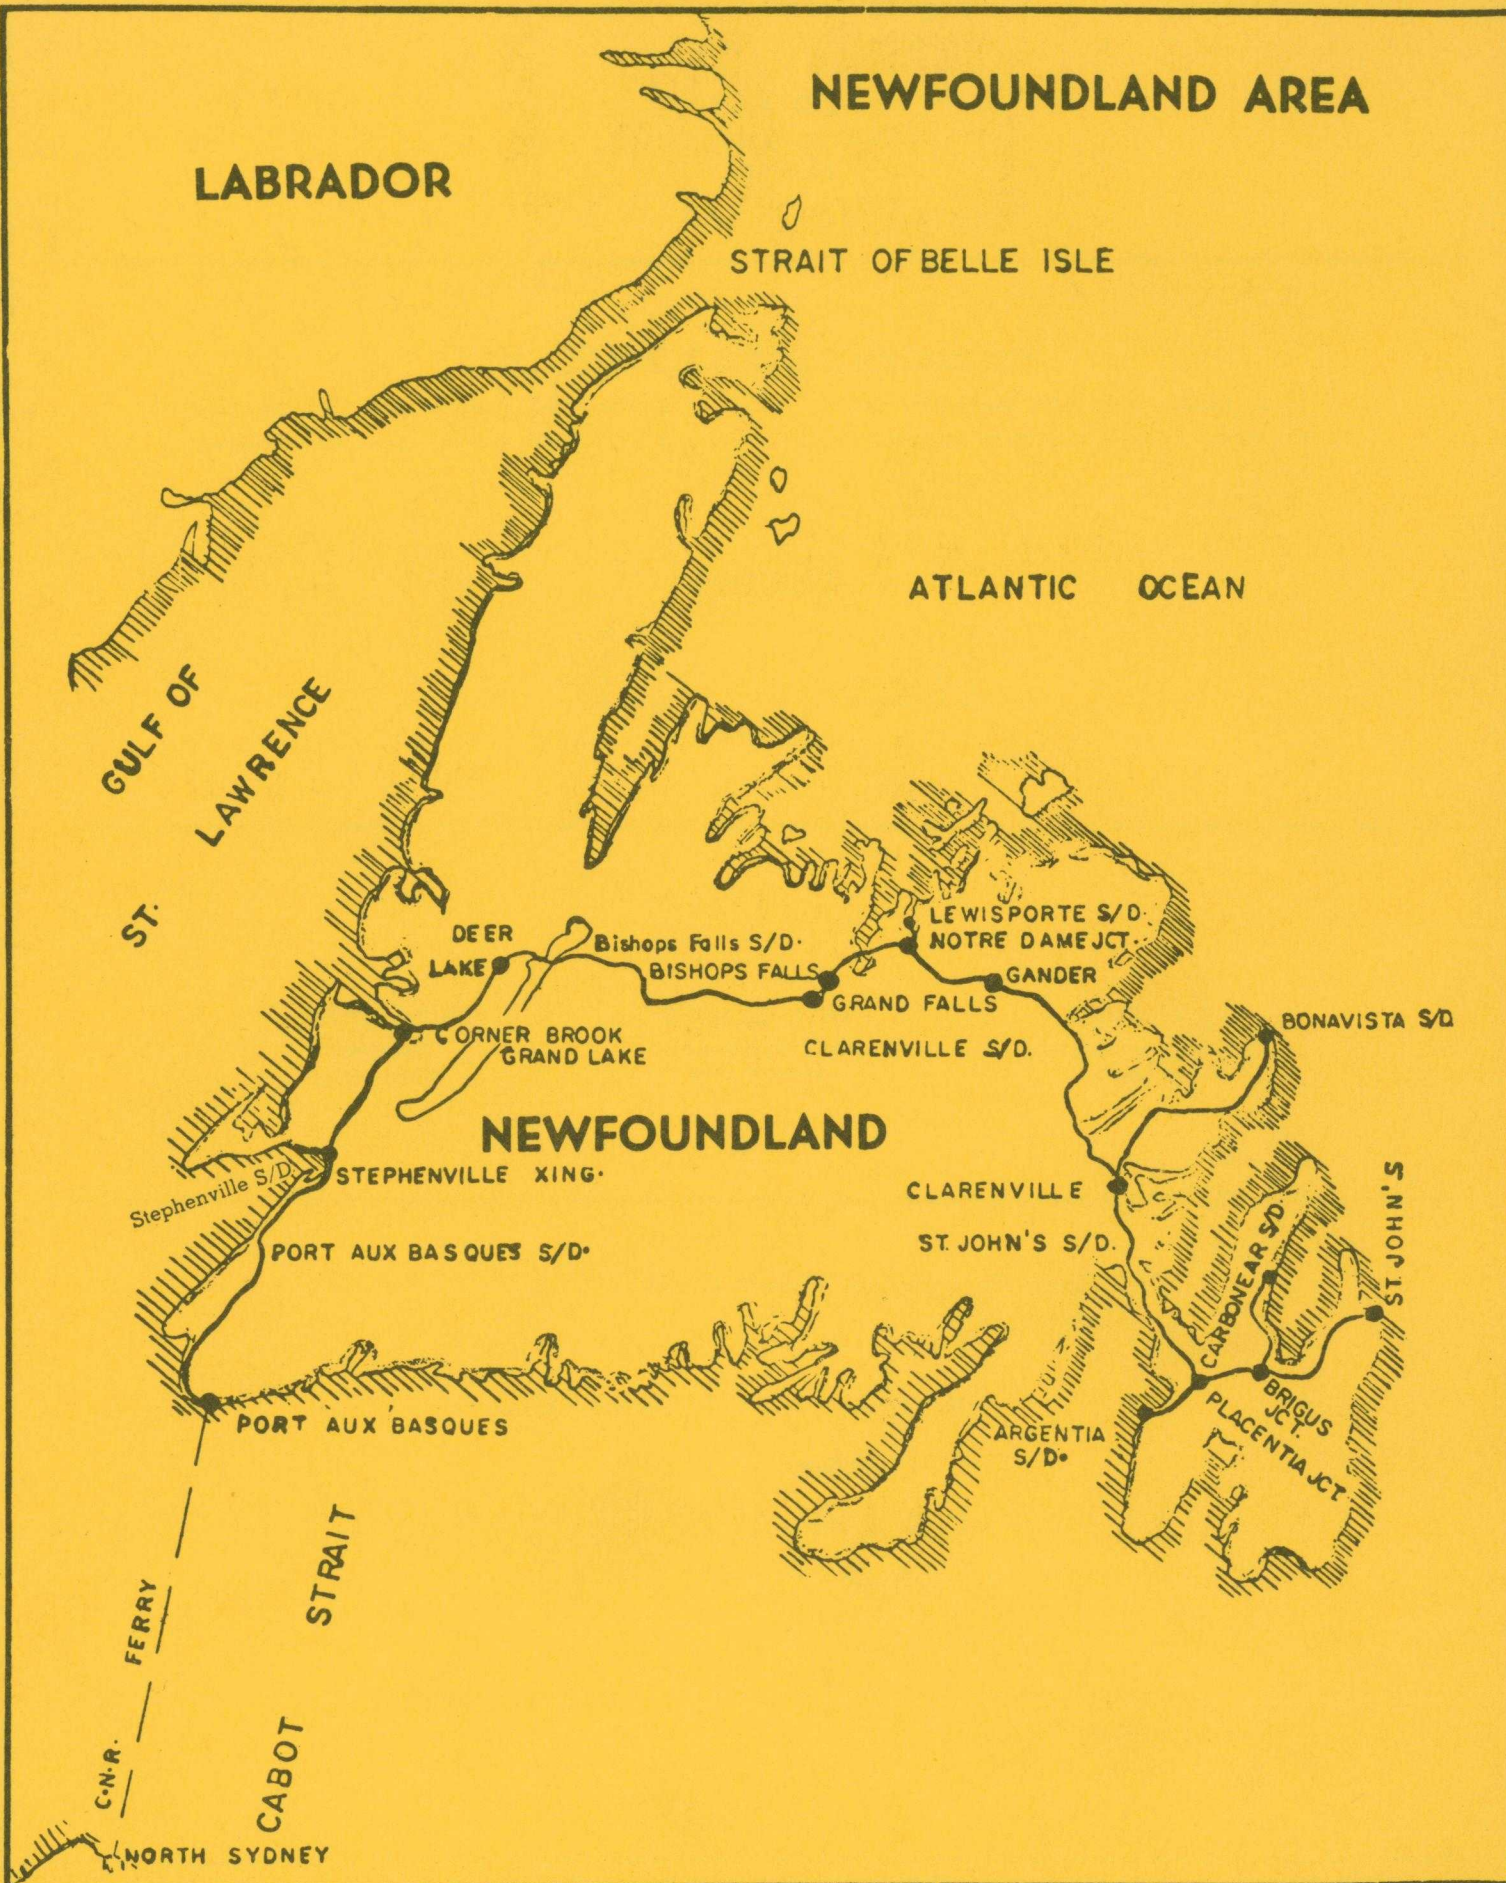 NEWFOUNDLAND AREA
LABRADOR
STRAIT OF BELLE ISLE
ATLANTIC OCEAN
GULF OF
ST. LAWRENCE
DEER
LAKE
Bishops Falls S/D.
BISHOPS FALLS
LEWISPORTE S/D.
NOTRE DAME JCT.
GANDER
GRAND FALLS
CORNER BROOK
GRAND LAKE
CLARENVILLE S/D.
BONAVISTA S/D.
NEWFOUNDLAND
Stephenville S/D.
STEPHENVILLE XING.
CLARENVILLE
ST. JOHN'S S/D.
ST. JOHN'S
CARBONEAR S/D.
PORT AUX BASQUES S/D.
PORT AUX BASQUES
BRIGUS
JCT.
PLACENTIA JCT.
ARGENTIA
S/D.
CABOT STRAIT
C.N.R. FERRY
NORTH SYDNEY